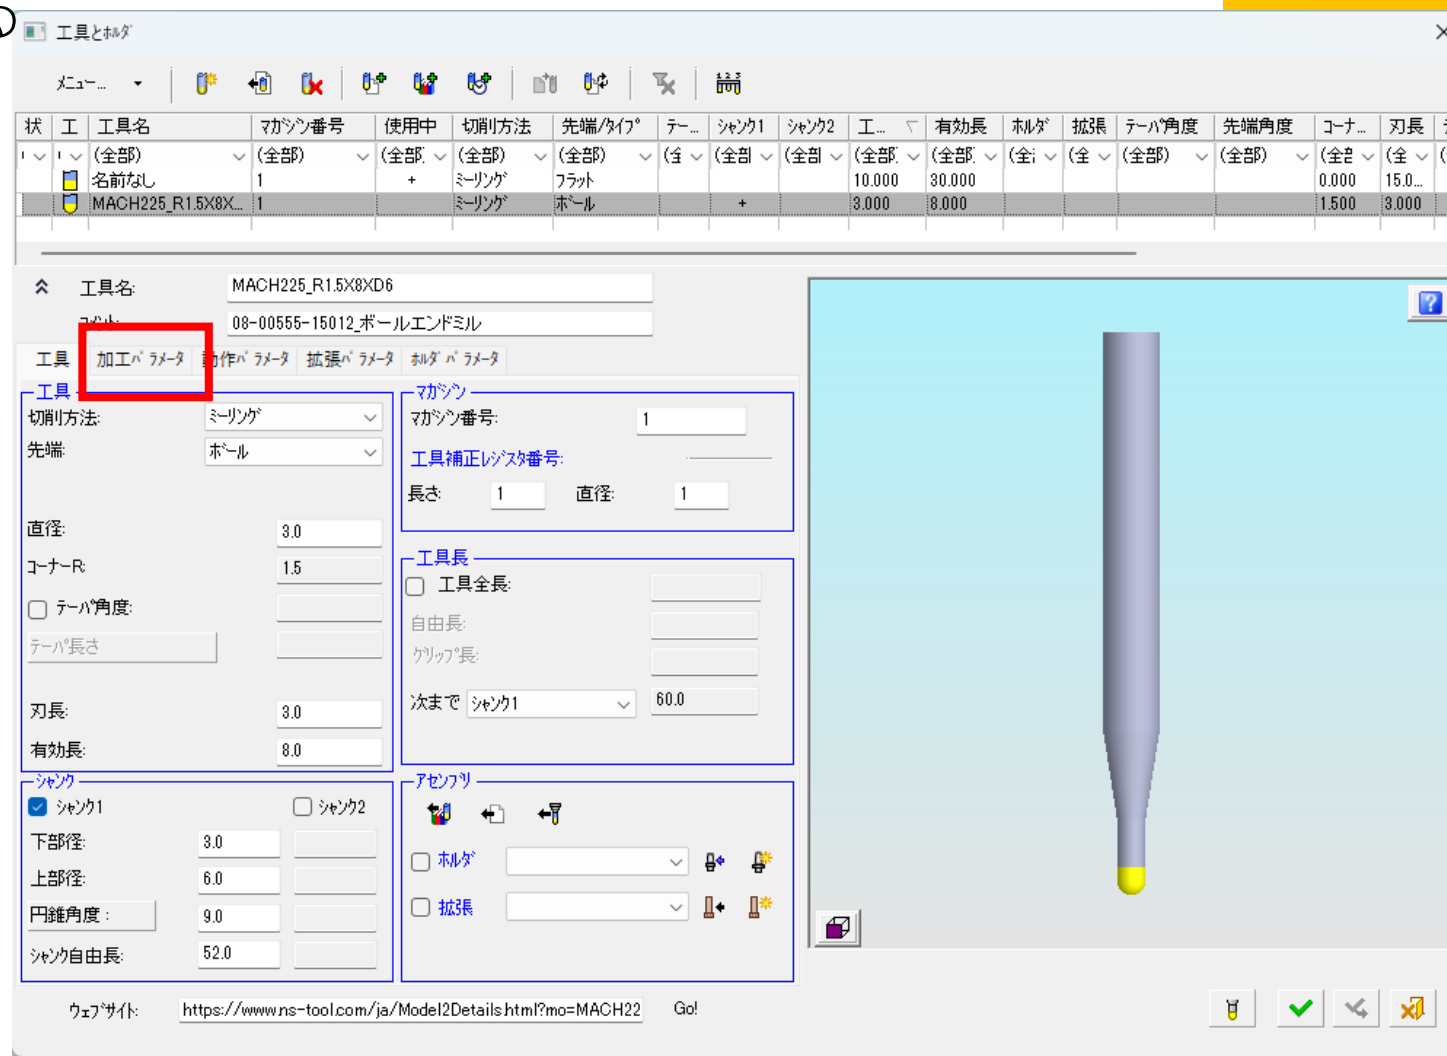 工具とﾎﾙﾀﾞ
ﾒﾆｭｰ...
状 工 工具名 ﾏｶﾞｼﾞﾝ番号 使用中 切削方法 先端/ﾀｲﾌﾟ ﾃｰ... ｼｬﾝｸ1 ｼｬﾝｸ2 工... 有効長 ﾎﾙﾀﾞ 拡張 ﾃｰﾊﾟ角度 先端角度 ｺｰﾅ... 刃長
(全部) (全部) (全部 (全部) (全部) (全 (全部 (全部 (全部 (全部 (全 (全 (全部) (全部) (全 (全
名前なし 1 + ﾐｰﾘﾝｸﾞ ﾌﾗｯﾄ 10.000 30.000 0.000 15.0...
MACH225_R1.5X8X... 1 ﾐｰﾘﾝｸﾞ ﾎﾞｰﾙ + 3.000 8.000 1.500 3.000
工具名: MACH225_R1.5X8XD6
08-00555-15012_ボールエンドミル
工具 加工ﾊﾟﾗﾒｰﾀ 動作ﾊﾟﾗﾒｰﾀ 拡張ﾊﾟﾗﾒｰﾀ ﾎﾙﾀﾞﾊﾟﾗﾒｰﾀ
工具
切削方法: ﾐｰﾘﾝｸﾞ
先端: ﾎﾞｰﾙ
直径: 3.0
ｺｰﾅｰR: 1.5
ﾃｰﾊﾟ角度:
ﾃｰﾊﾟ長さ
刃長: 3.0
有効長: 8.0
ﾏｶﾞｼﾞﾝ
ﾏｶﾞｼﾞﾝ番号: 1
工具補正ﾚｼﾞｽﾀ番号:
長さ: 1 直径: 1
工具長
工具全長:
自由長:
ｸﾞﾘｯﾌﾟ長:
次まで ｼｬﾝｸ1 60.0
ｼｬﾝｸ
ｼｬﾝｸ1 ｼｬﾝｸ2
下部径: 3.0
上部径: 6.0
円錐角度 : 9.0
ｼｬﾝｸ自由長: 52.0
ｱｾﾝﾌﾞﾘ
ﾎﾙﾀﾞ
拡張
ｳｪﾌﾞｻｲﾄ: https://www.ns-tool.com/ja/Model2Details.html?mo=MACH22 Go!